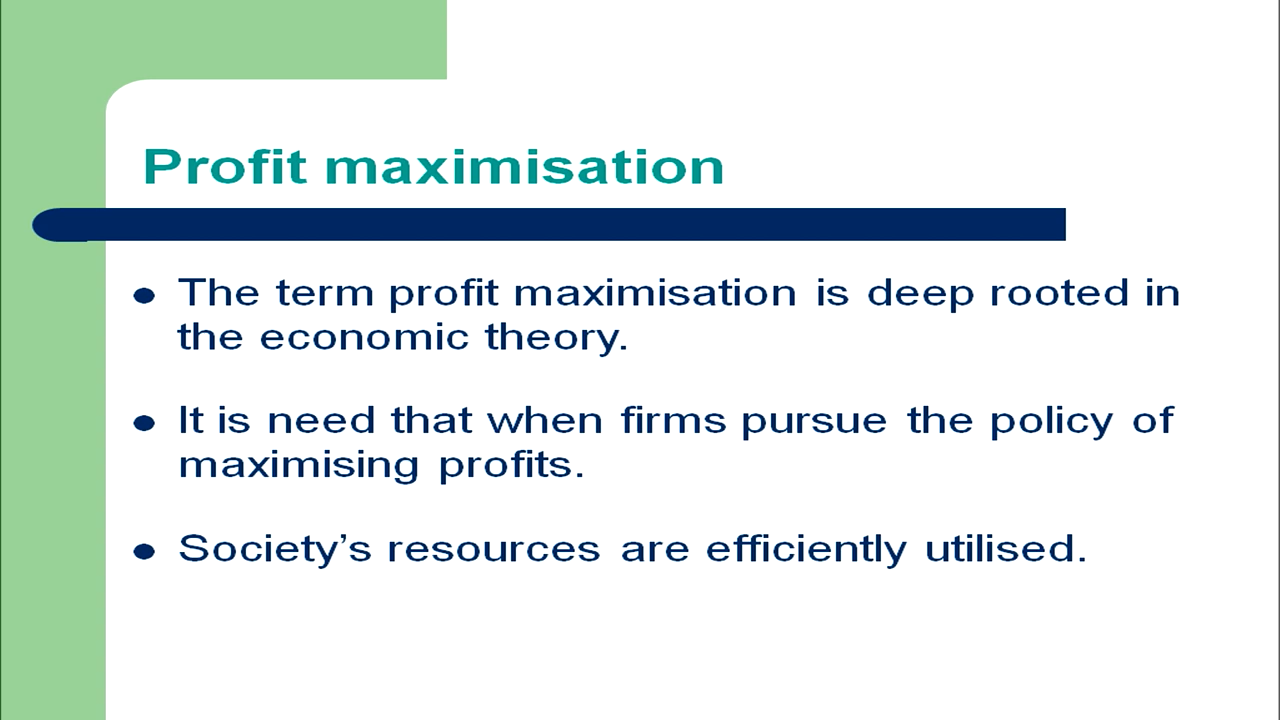 Profit maximisation
● The term profit maximisation is deep rooted in
the economic theory.
● It is need that when firms pursue the policy of
maximising profits.
● Society’s resources are efficiently utilised.